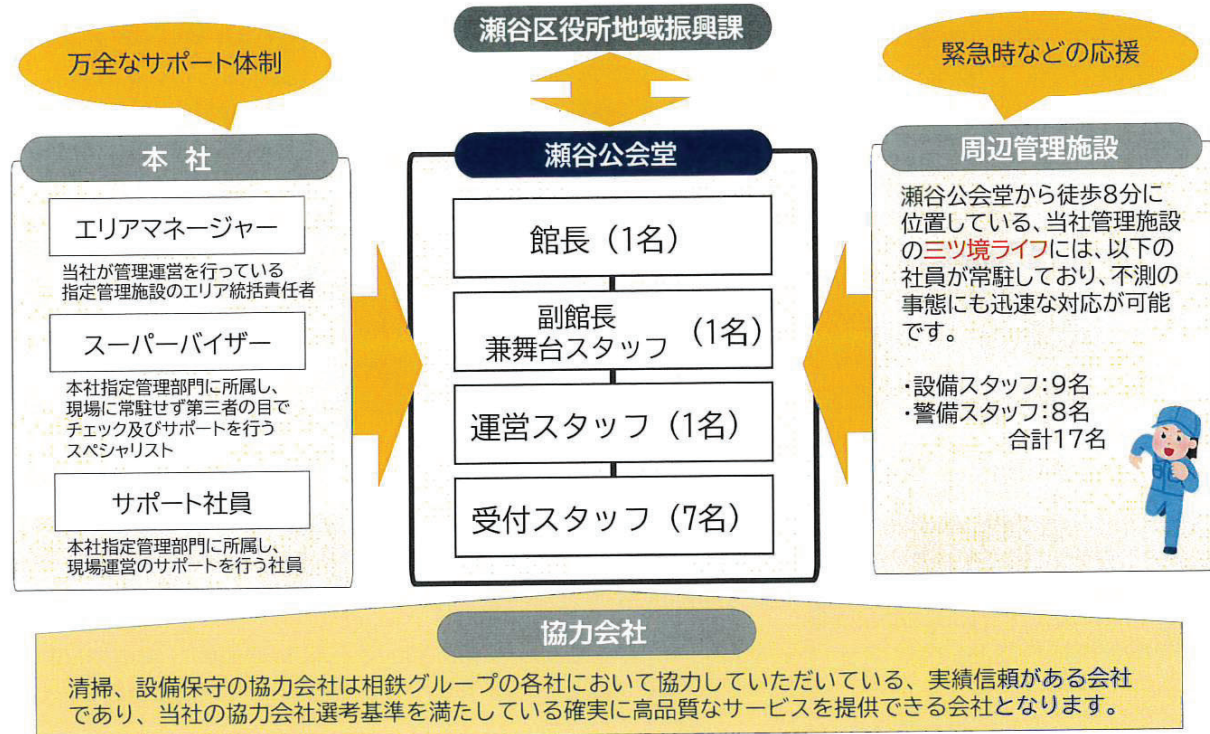 瀬谷区役所地域振興課
万全なサポート体制
緊急時などの応援
本 社
エリアマネージャー
当社が管理運営を行っている
指定管理施設のエリア統括責任者
スーパーバイザー
本社指定管理部門に所属し、
現場に常駐せず第三者の目で
チェック及びサポートを行う
スペシャリスト
サポート社員
本社指定管理部門に所属し、
現場運営のサポートを行う社員
瀬谷公会堂
館長（1名）
副館長
兼舞台スタッフ（1名）
運営スタッフ（1名）
受付スタッフ（7名）
周辺管理施設
瀬谷公会堂から徒歩8分に
位置している、当社管理施設
の三ツ境ライフには、以下の
社員が常駐しており、不測の
事態にも迅速な対応が可能
です。
・設備スタッフ：9名
・警備スタッフ：8名
合計17名
協力会社
清掃、設備保守の協力会社は相鉄グループの各社において協力していただいている、実績信頼がある会社
であり、当社の協力会社選考基準を満たしている確実に高品質なサービスを提供できる会社となります。